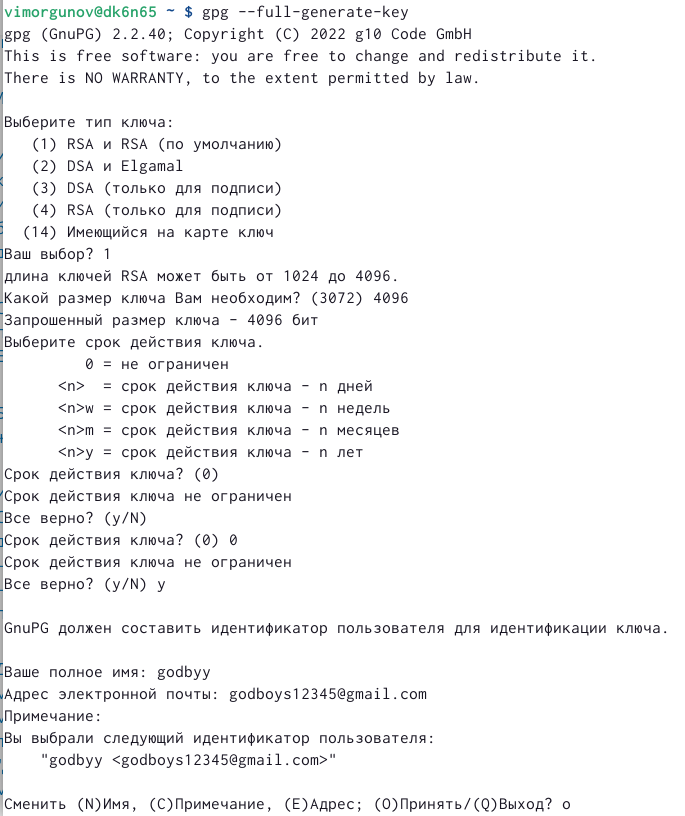 vimorgunov@dk6n65 ~ $ gpg --full-generate-key
gpg (GnuPG) 2.2.40; Copyright (C) 2022 g10 Code GmbH
This is free software: you are free to change and redistribute it.
There is NO WARRANTY, to the extent permitted by law.

Выберите тип ключа:
   (1) RSA и RSA (по умолчанию)
   (2) DSA и Elgamal
   (3) DSA (только для подписи)
   (4) RSA (только для подписи)
  (14) Имеющийся на карте ключ
Ваш выбор? 1
длина ключей RSA может быть от 1024 до 4096.
Какой размер ключа Вам необходим? (3072) 4096
Запрошенный размер ключа - 4096 бит
Выберите срок действия ключа.
         0 = не ограничен
      <n>  = срок действия ключа - n дней
      <n>w = срок действия ключа - n недель
      <n>m = срок действия ключа - n месяцев
      <n>y = срок действия ключа - n лет
Срок действия ключа? (0)
Срок действия ключа не ограничен
Все верно? (y/N)
Срок действия ключа? (0) 0
Срок действия ключа не ограничен
Все верно? (y/N) y

GnuPG должен составить идентификатор пользователя для идентификации ключа.

Ваше полное имя: godbyy
Адрес электронной почты: godboys12345@gmail.com
Примечание:
Вы выбрали следующий идентификатор пользователя:
    "godbyy <godboys12345@gmail.com>"

Сменить (N)Имя, (C)Примечание, (E)Адрес; (O)Принять/(Q)Выход? o